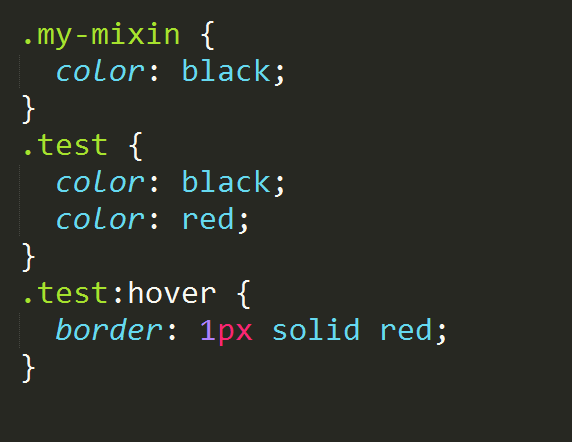 .my-mixin {
  color: black;
}
.test {
  color: black;
  color: red;
}
.test:hover {
  border: 1px solid red;
}